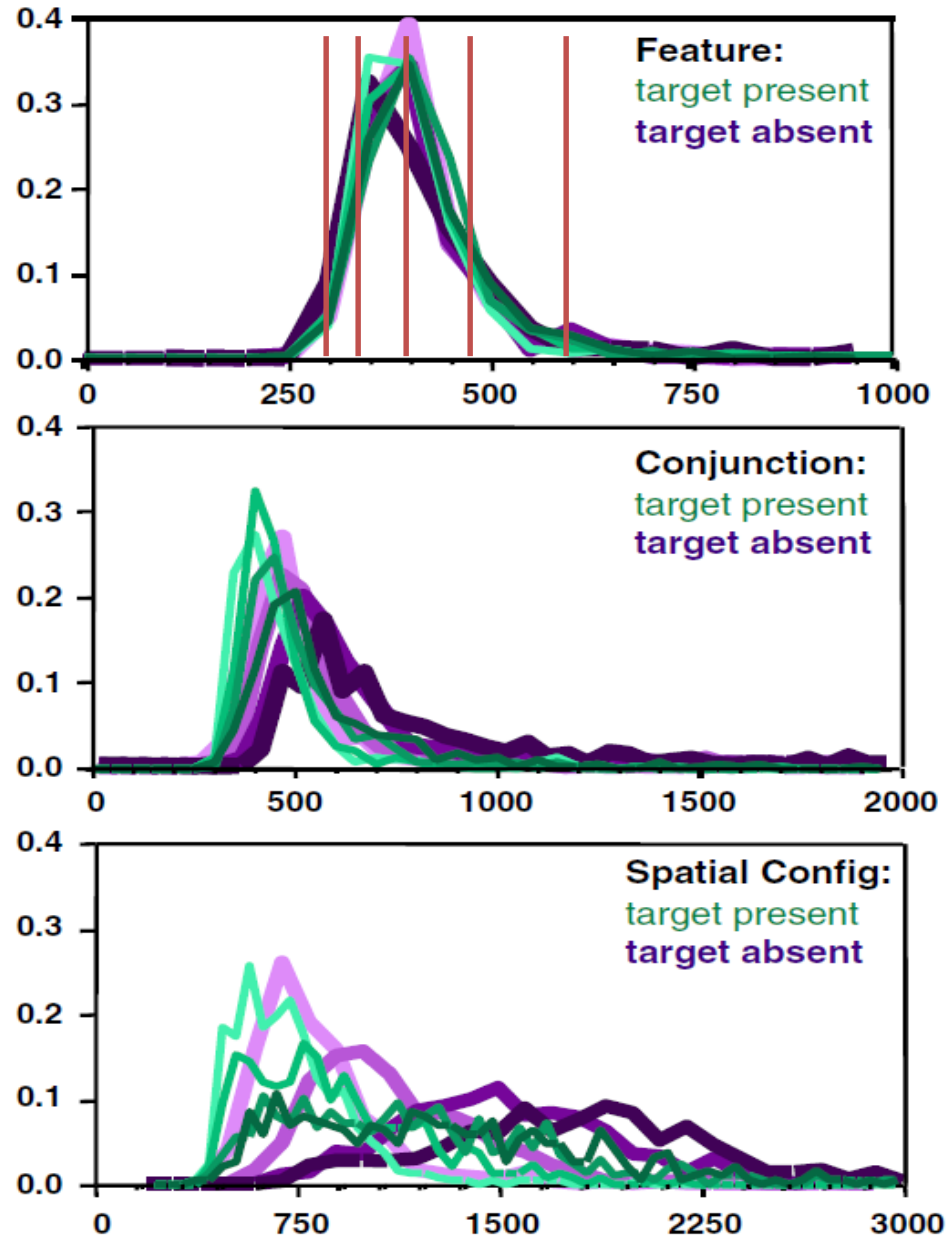 0.4
0.3
0.2
0.1
0.0
Feature:
target present
target absent
0 250 500 750 1000
0.4
0.3
0.2
0.1
0.0
Conjunction:
target present
target absent
0 500 1000 1500 2000
0.4
0.3
0.2
0.1
0.0
Spatial Config:
target present
target absent
0 750 1500 2250 3000